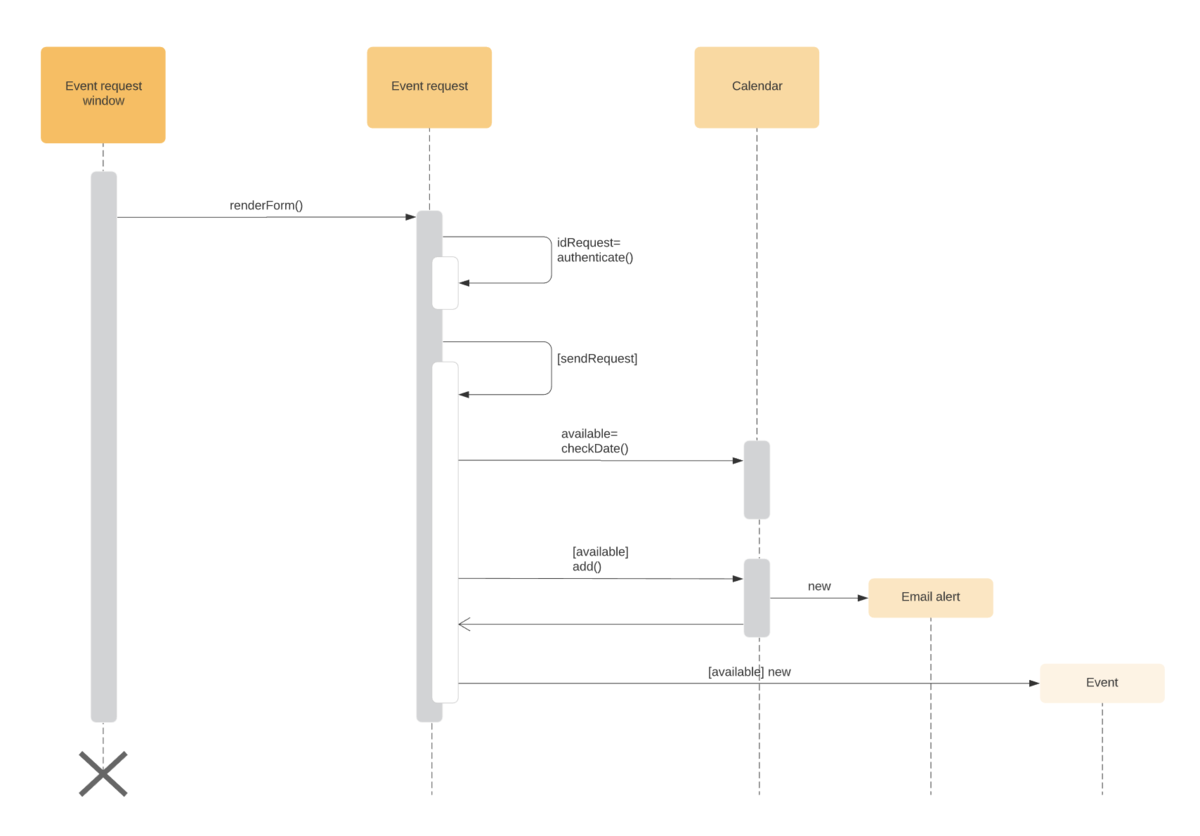 Event request
window
Event request
Calendar
renderForm()
idRequest=
authenticate()
[sendRequest]
available=
checkDate()
[available]
add()
new
Email alert
[available] new
Event